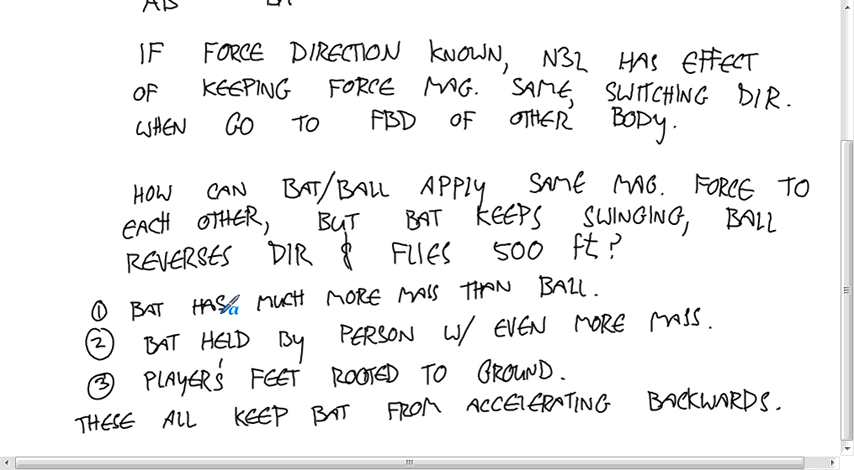 IF FORCE DIRECTION KNOWN, N3L HAS EFFECT
OF KEEPING FORCE MAG. SAME, SWITCHING DIR.
WHEN GO TO FBD OF OTHER BODY.
HOW CAN BAT/BALL APPLY SAME MAG. FORCE TO
EACH OTHER, BUT BAT KEEPS SWINGING, BALL
REVERSES DIR & FLIES 500 ft?
① BAT HAS MUCH MORE MASS THAN BALL.
② BAT HELD BY PERSON W/ EVEN MORE MASS.
③ PLAYER'S FEET ROOTED TO GROUND.
THESE ALL KEEP BAT FROM ACCELERATING BACKWARDS.